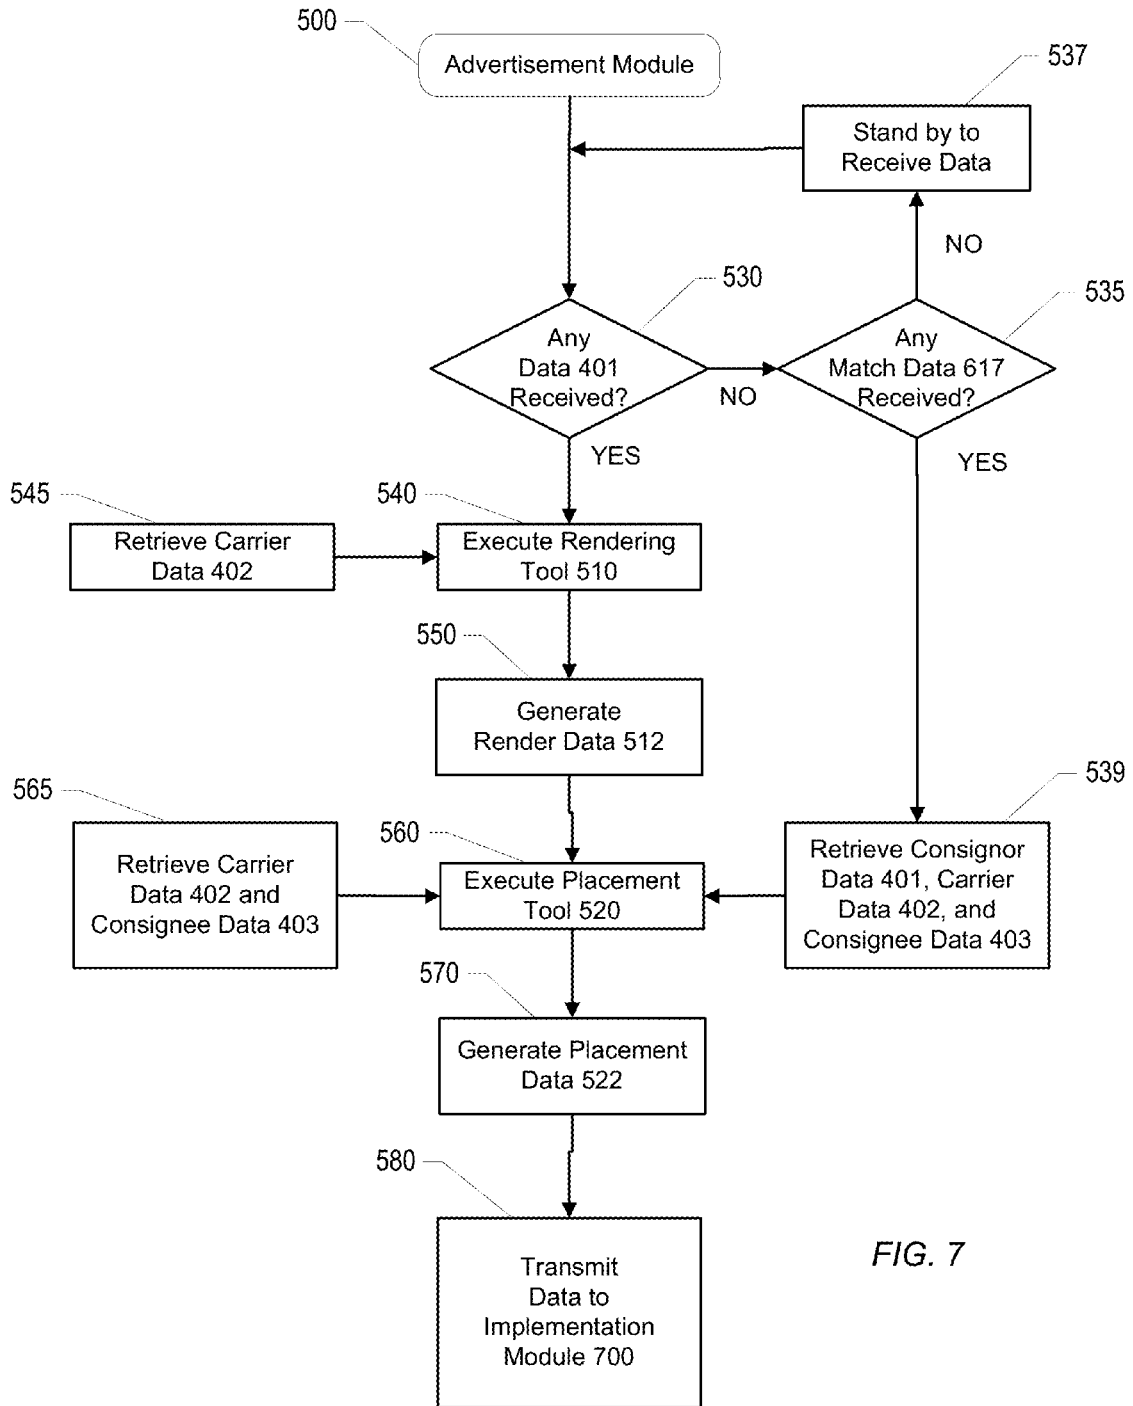 500
Advertisement Module
537
Stand by to
Receive Data
NO
530
535
Any
Data 401
Received?
NO
Any
Match Data 617
Received?
YES
YES
545
540
Retrieve Carrier
Data 402
Execute Rendering
Tool 510
550
Generate
Render Data 512
565
560
539
Retrieve Carrier
Data 402 and
Consignee Data 403
Execute Placement
Tool 520
Retrieve Consignor
Data 401, Carrier
Data 402, and
Consignee Data 403
570
Generate Placement
Data 522
580
Transmit
Data to
Implementation
Module 700
FIG. 7